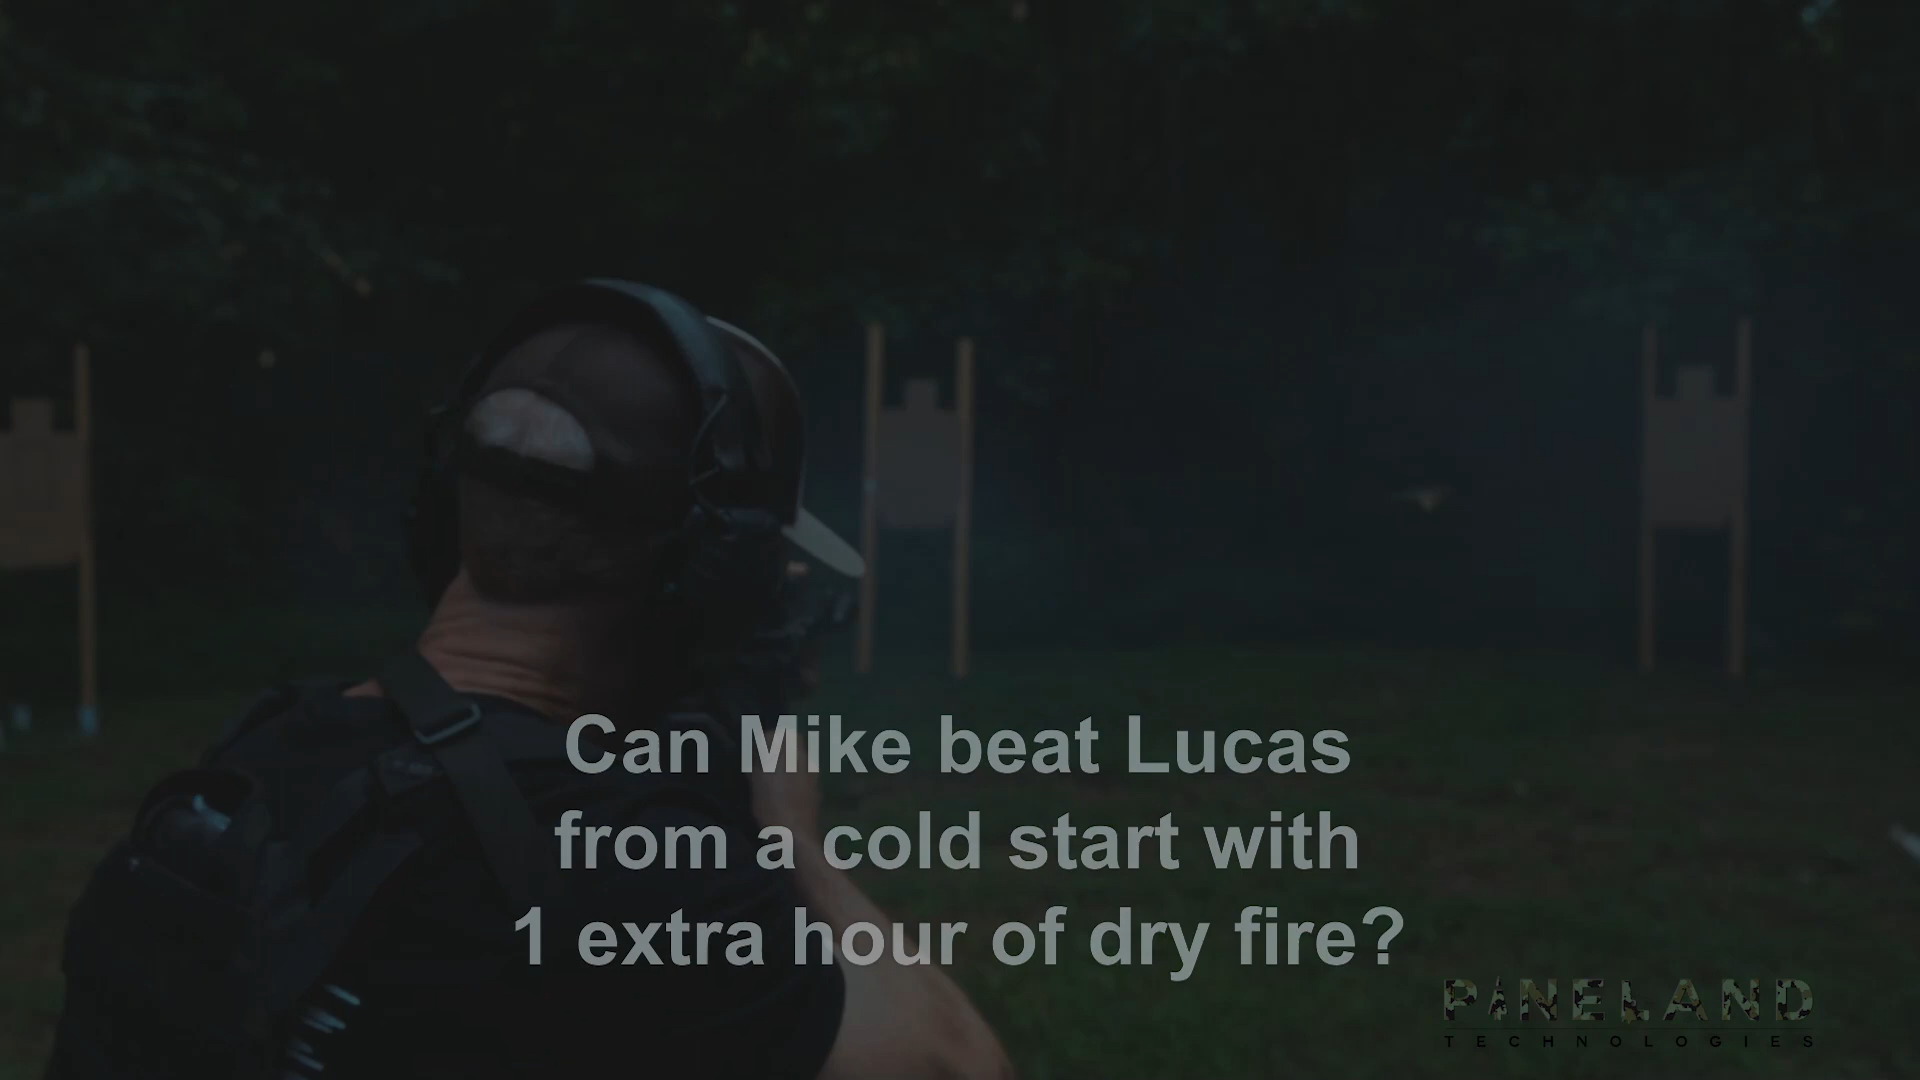 Can Mike beat Lucas
from a cold start with
1 extra hour of dry fire?
PINELAND
TECHNOLOGIES